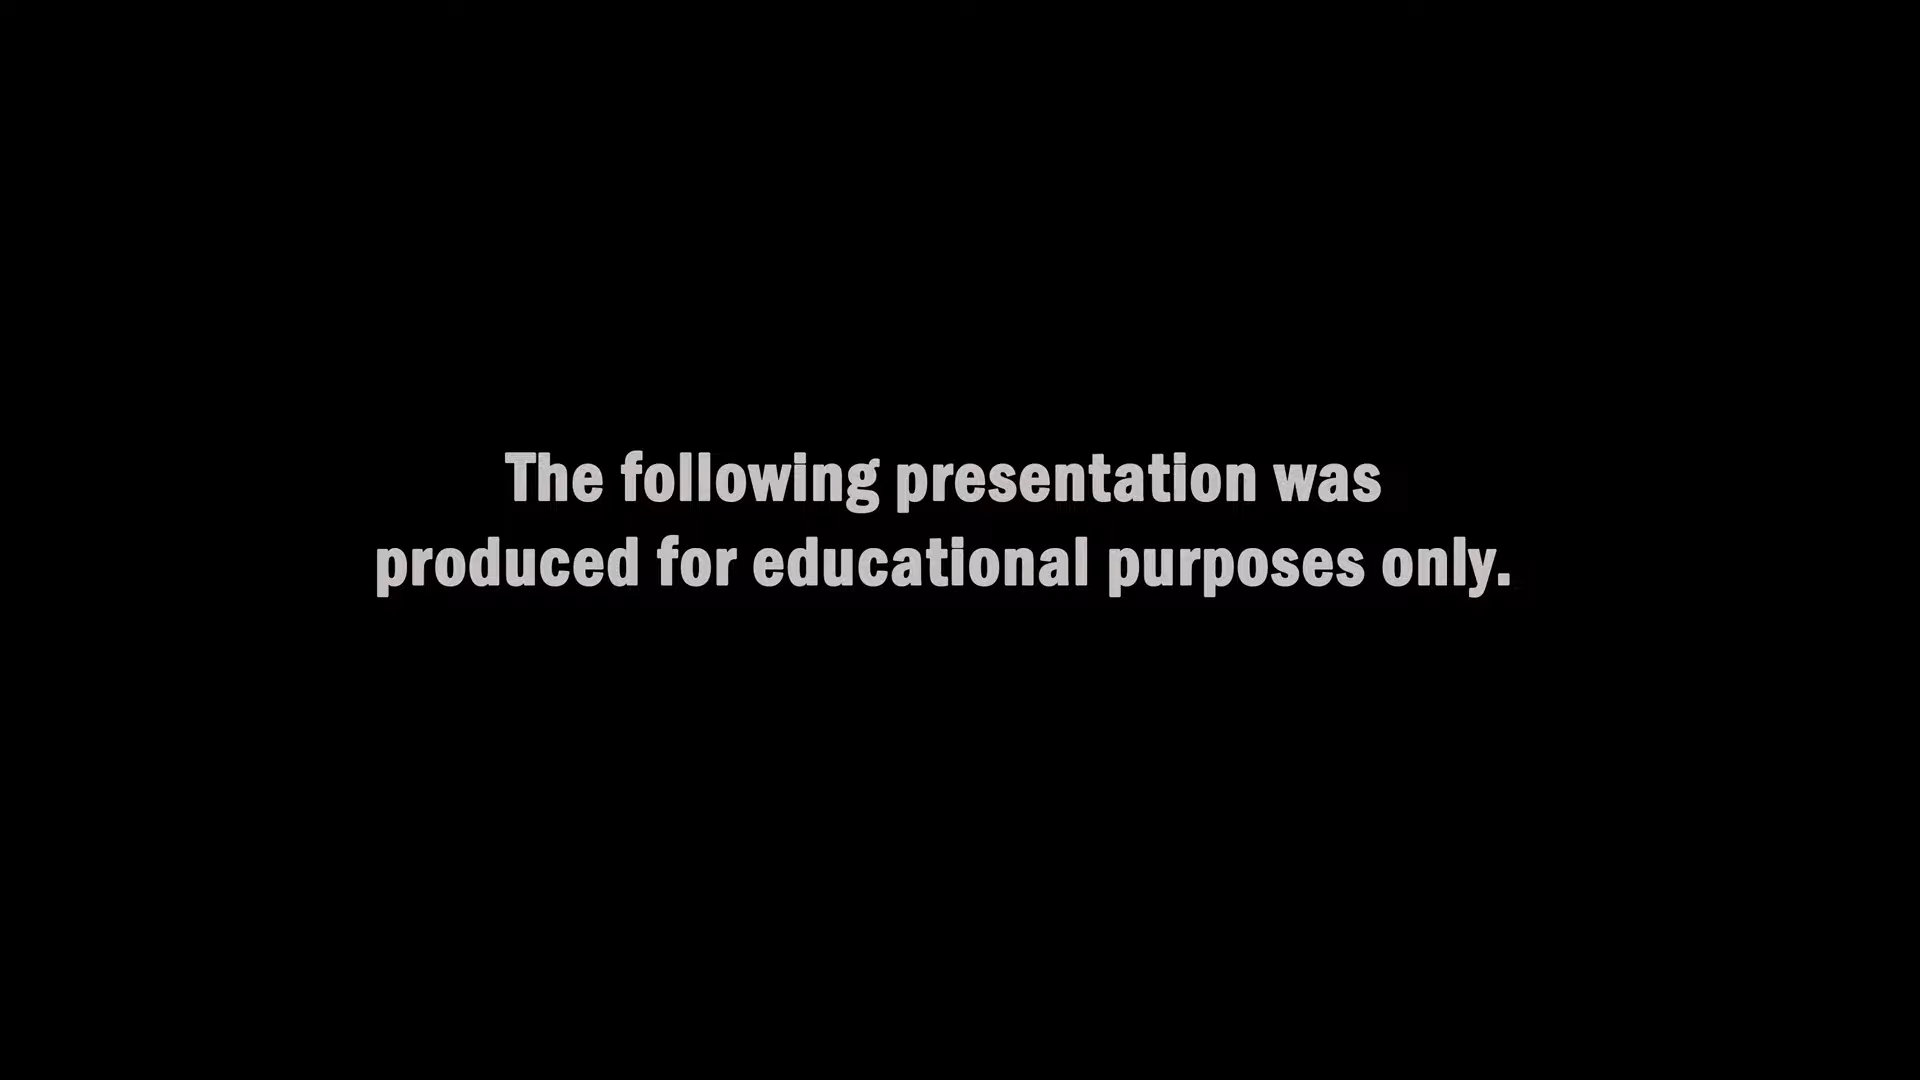 The following presentation was
produced for educational purposes only.